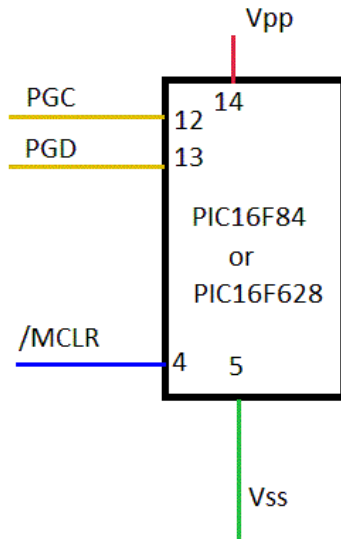 Vpp
PGC
14
12
PGD
13
PIC16F84
or
PIC16F628
/MCLR
4
5
Vss